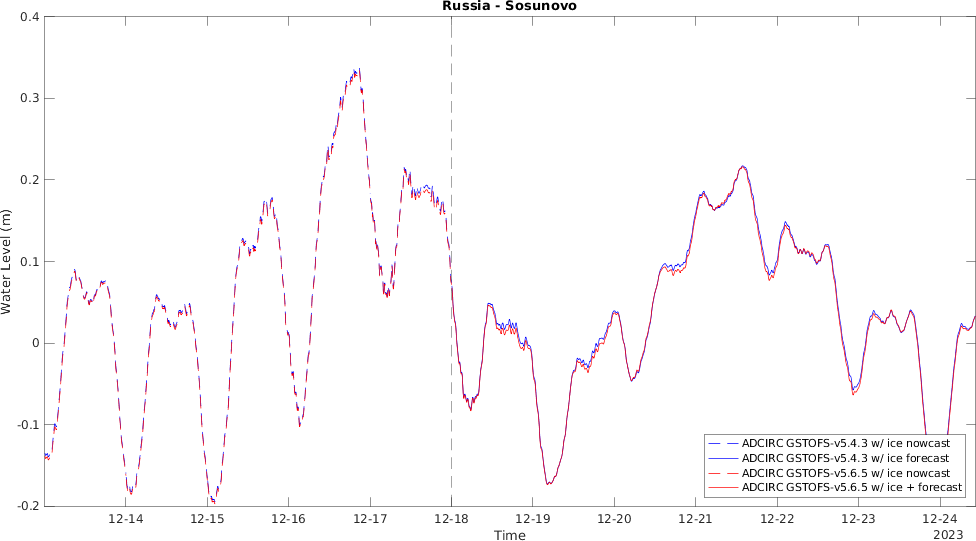 Russia - Sosunovo
0.4
0.3
0.2
0.1
0
-0.1
-0.2
Water Level (m)
ADCIRC GSTOFS-v5.4.3 w/ ice nowcast
ADCIRC GSTOFS-v5.4.3 w/ ice forecast
ADCIRC GSTOFS-v5.6.5 w/ ice nowcast
ADCIRC GSTOFS-v5.6.5 w/ ice + forecast
12-14 12-15 12-16 12-17 12-18 12-19 12-20 12-21 12-22 12-23 12-24
Time
2023